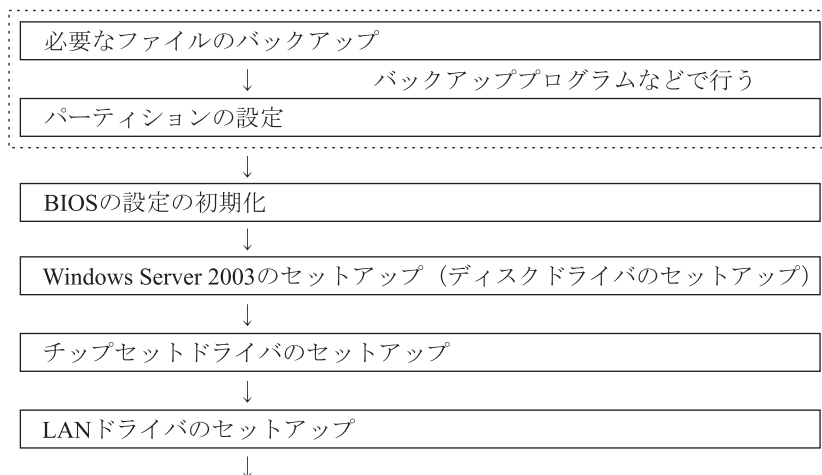 必要なファイルのバックアップ
↓
バックアッププログラムなどで行う
パーティションの設定
↓
BIOSの設定の初期化
↓
Windows Server 2003のセットアップ（ディスクドライバのセットアップ）
↓
チップセットドライバのセットアップ
↓
LANドライバのセットアップ
↓